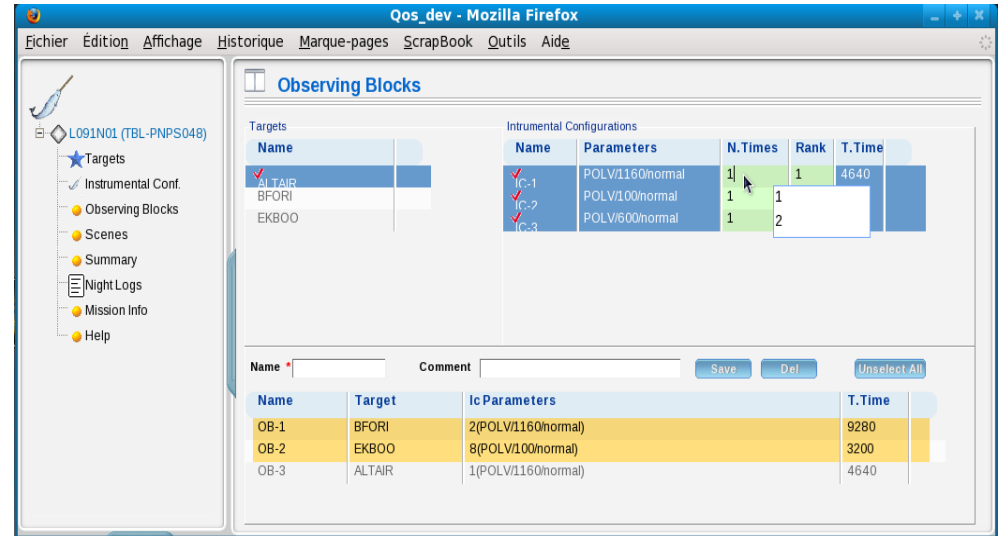 Qos_dev - Mozilla Firefox
Fichier Édition Affichage Historique Marque-pages ScrapBook Outils Aide
L091N01 (TBL-PNPS048)
Targets
Instrumental Conf.
Observing Blocks
Scenes
Summary
Night Logs
Mission Info
Help
Observing Blocks
Targets
Name
ALTAIR
BFORI
EKBOO
Intrumental Configurations
Name Parameters N.Times Rank T.Time
IC-1 POLV/1160/normal 1 1 4640
IC-2 POLV/100/normal 1
IC-3 POLV/600/normal 1
1
2
Name * Comment Save Del Unselect All
Name Target Ic Parameters T.Time
OB-1 BFORI 2(POLV/1160/normal) 9280
OB-2 EKBOO 8(POLV/100/normal) 3200
OB-3 ALTAIR 1(POLV/1160/normal) 4640